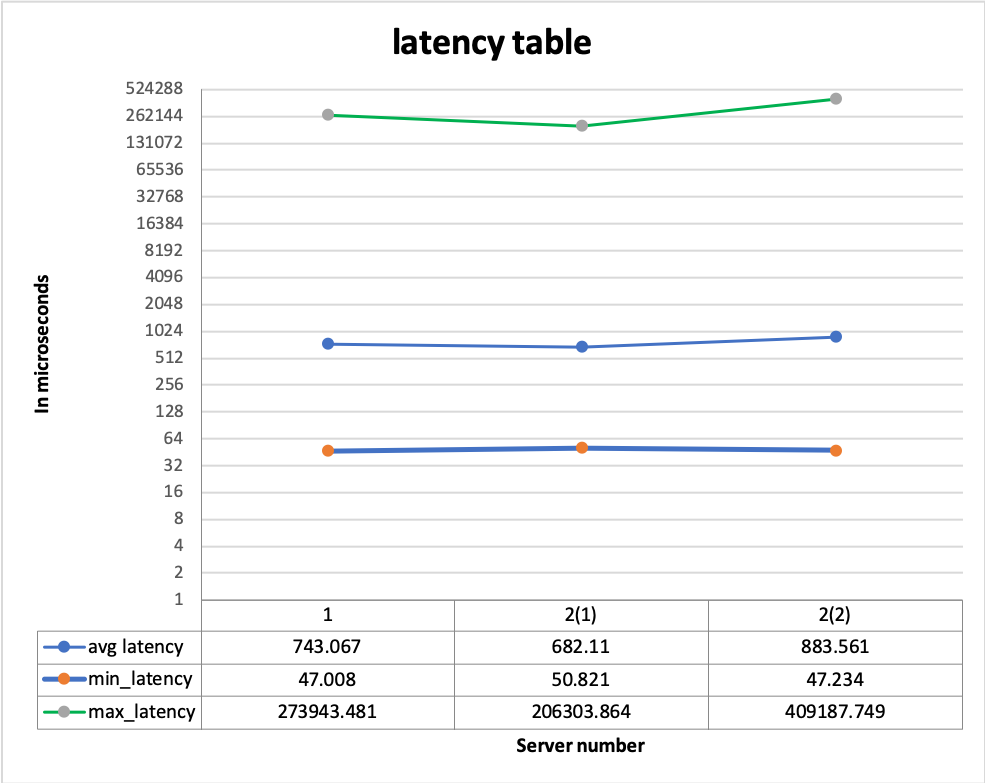 latency table
524288
262144
131072
65536
32768
16384
8192
4096
2048
1024
512
256
128
64
32
16
8
4
2
1
In microseconds
1 2(1) 2(2)
avg latency 743.067 682.11 883.561
min_latency 47.008 50.821 47.234
max_latency 273943.481 206303.864 409187.749
Server number